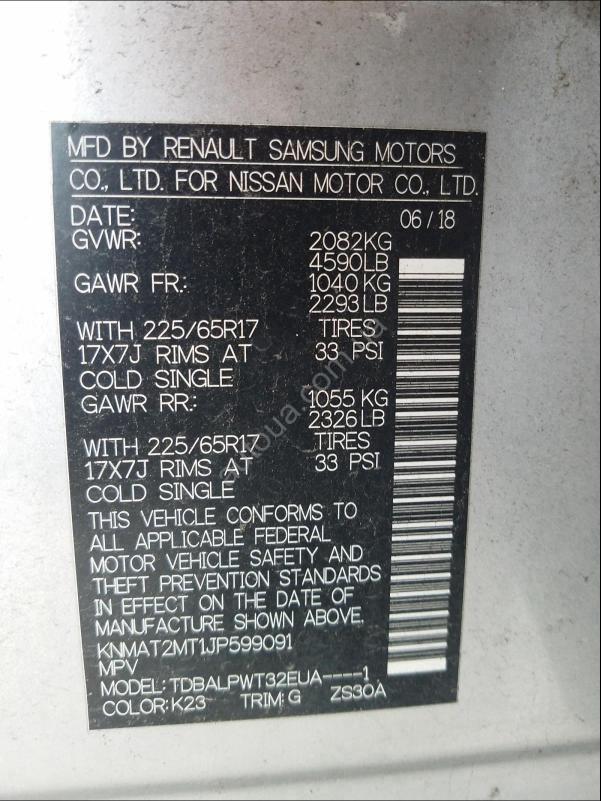 MFD BY RENAULT SAMSUNG MOTORS
CO., LTD. FOR NISSAN MOTOR CO., LTD.
DATE: 06/18
GVWR: 2082KG
4590LB
GAWR FR.: 1040KG
2293LB
WITH 225/65R17 TIRES
17X7J RIMS AT 33 PSI
COLD SINGLE
GAWR RR.: 1055KG
2326LB
WITH 225/65R17 TIRES
17X7J RIMS AT 33 PSI
COLD SINGLE
THIS VEHICLE CONFORMS TO
ALL APPLICABLE FEDERAL
MOTOR VEHICLE SAFETY AND
THEFT PREVENTION STANDARDS
IN EFFECT ON THE DATE OF
MANUFACTURE SHOWN ABOVE.
KNMAT2MT1JP599091
MPV
MODEL: TDBALPWT32EUA----1
COLOR: K23 TRIM: G ZS30A